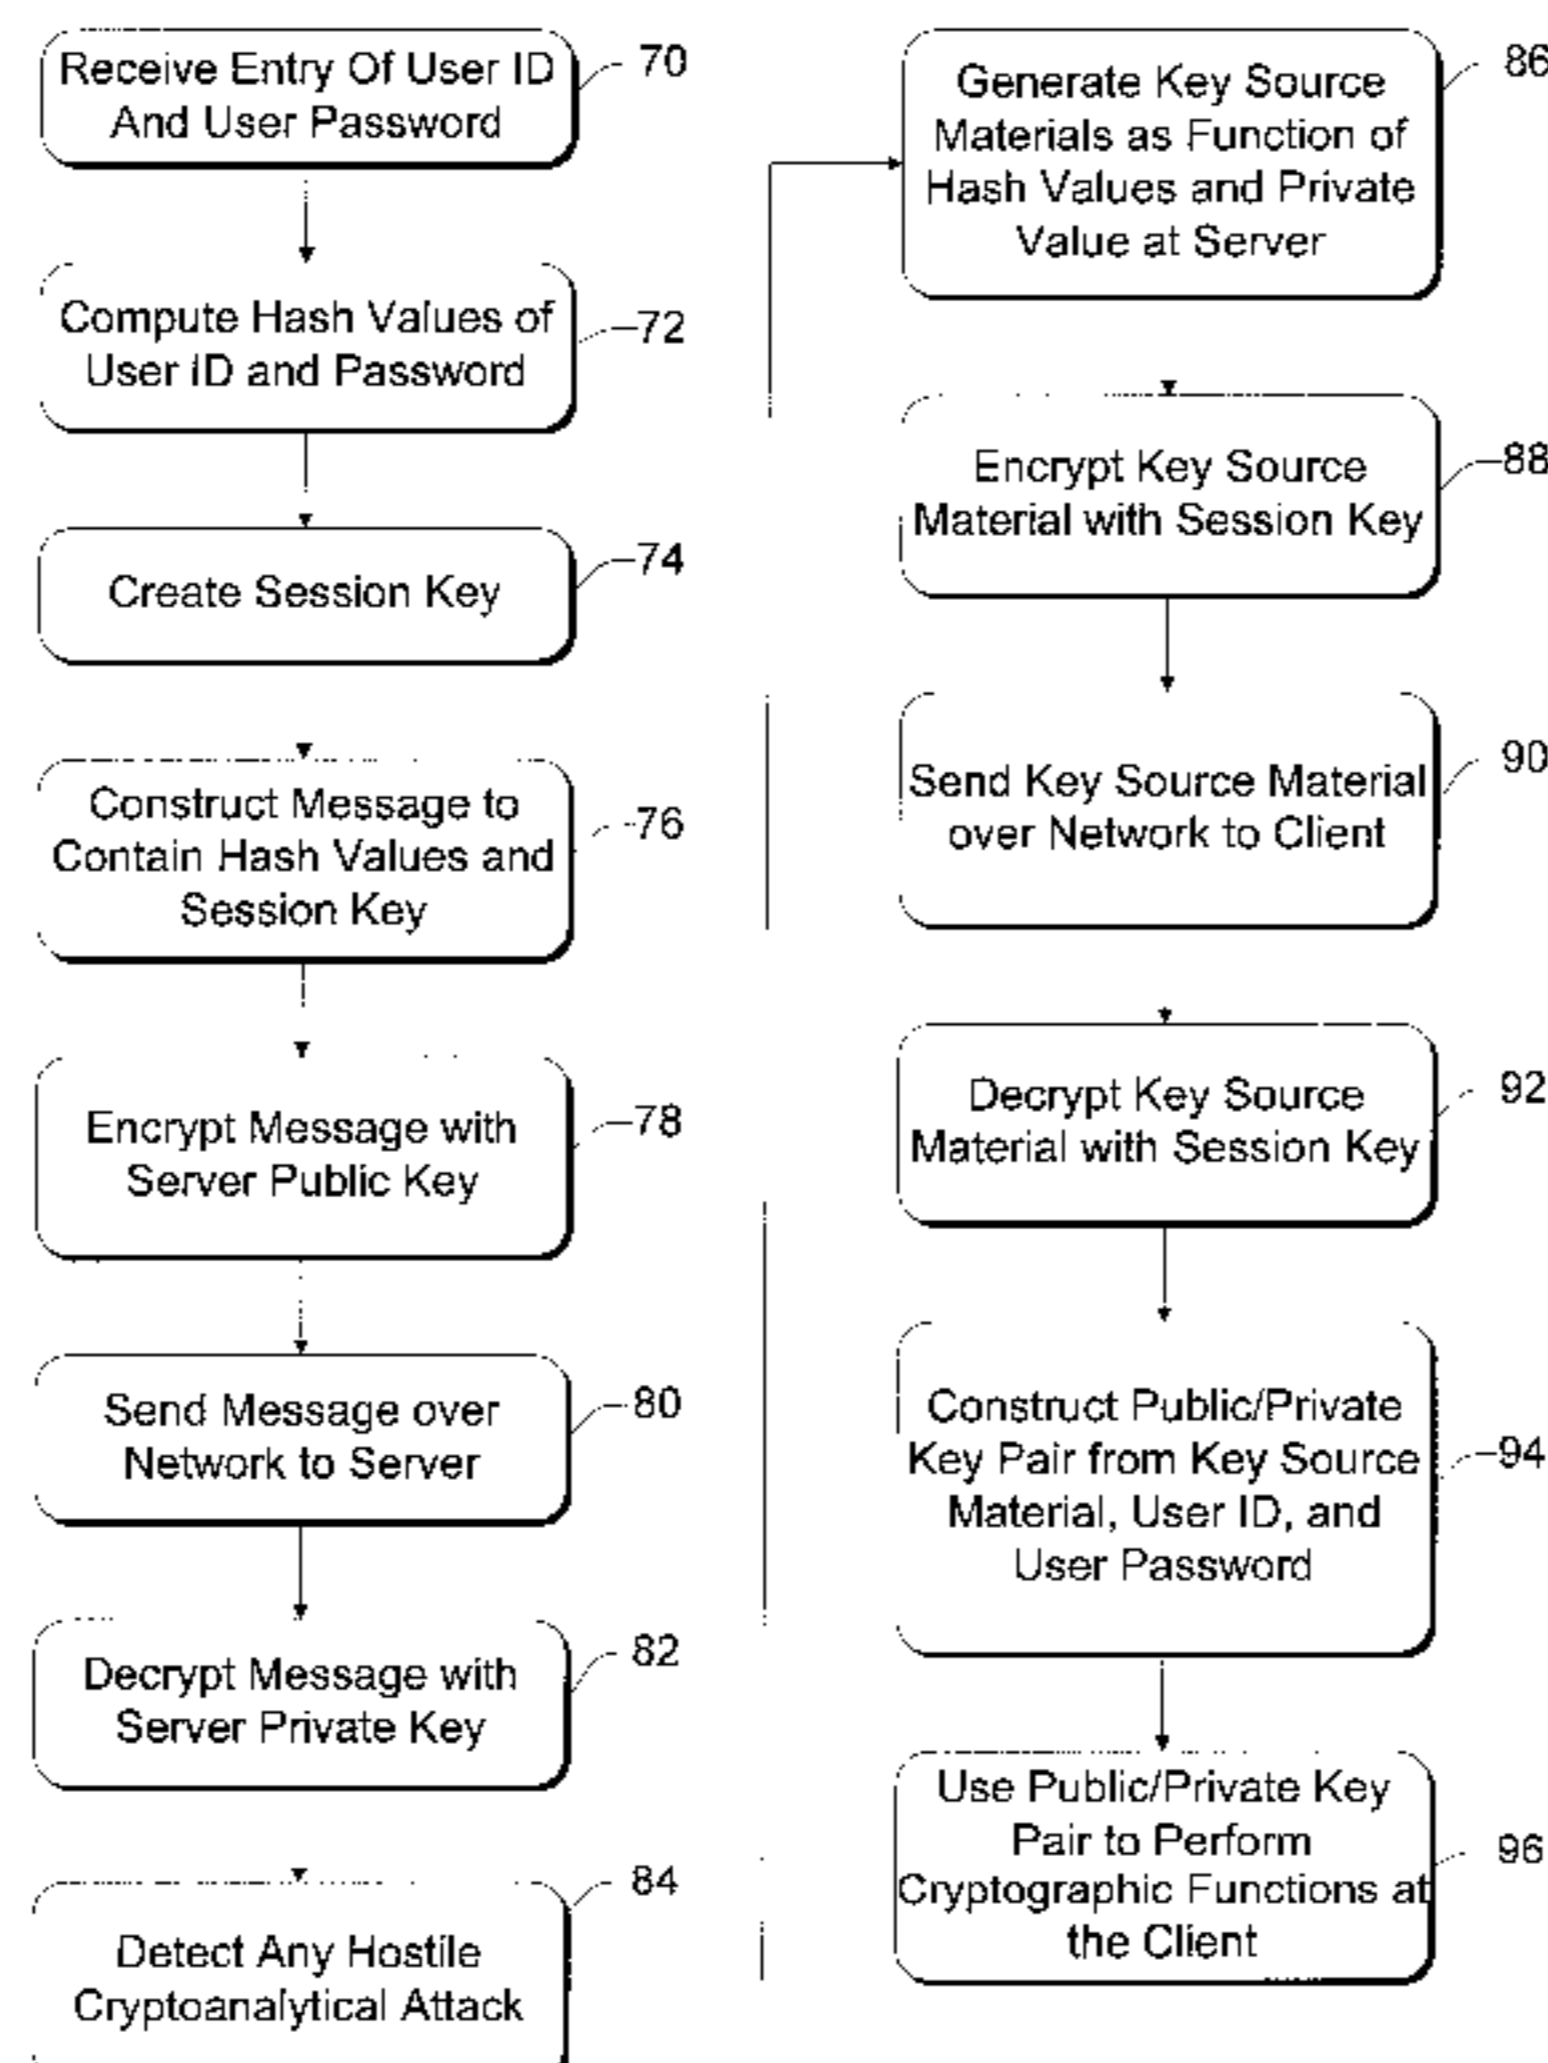 Receive Entry Of User ID
And User Password
70
Compute Hash Values of
User ID and Password
72
Create Session Key
74
Construct Message to
Contain Hash Values and
Session Key
76
Encrypt Message with
Server Public Key
78
Send Message over
Network to Server
80
Decrypt Message with
Server Private Key
82
Detect Any Hostile
Cryptoanalytical Attack
84
Generate Key Source
Materials as Function of
Hash Values and Private
Value at Server
86
Encrypt Key Source
Material with Session Key
88
Send Key Source Material
over Network to Client
90
Decrypt Key Source
Material with Session Key
92
Construct Public/Private
Key Pair from Key Source
Material, User ID, and
User Password
94
Use Public/Private Key
Pair to Perform
Cryptographic Functions at
the Client
96